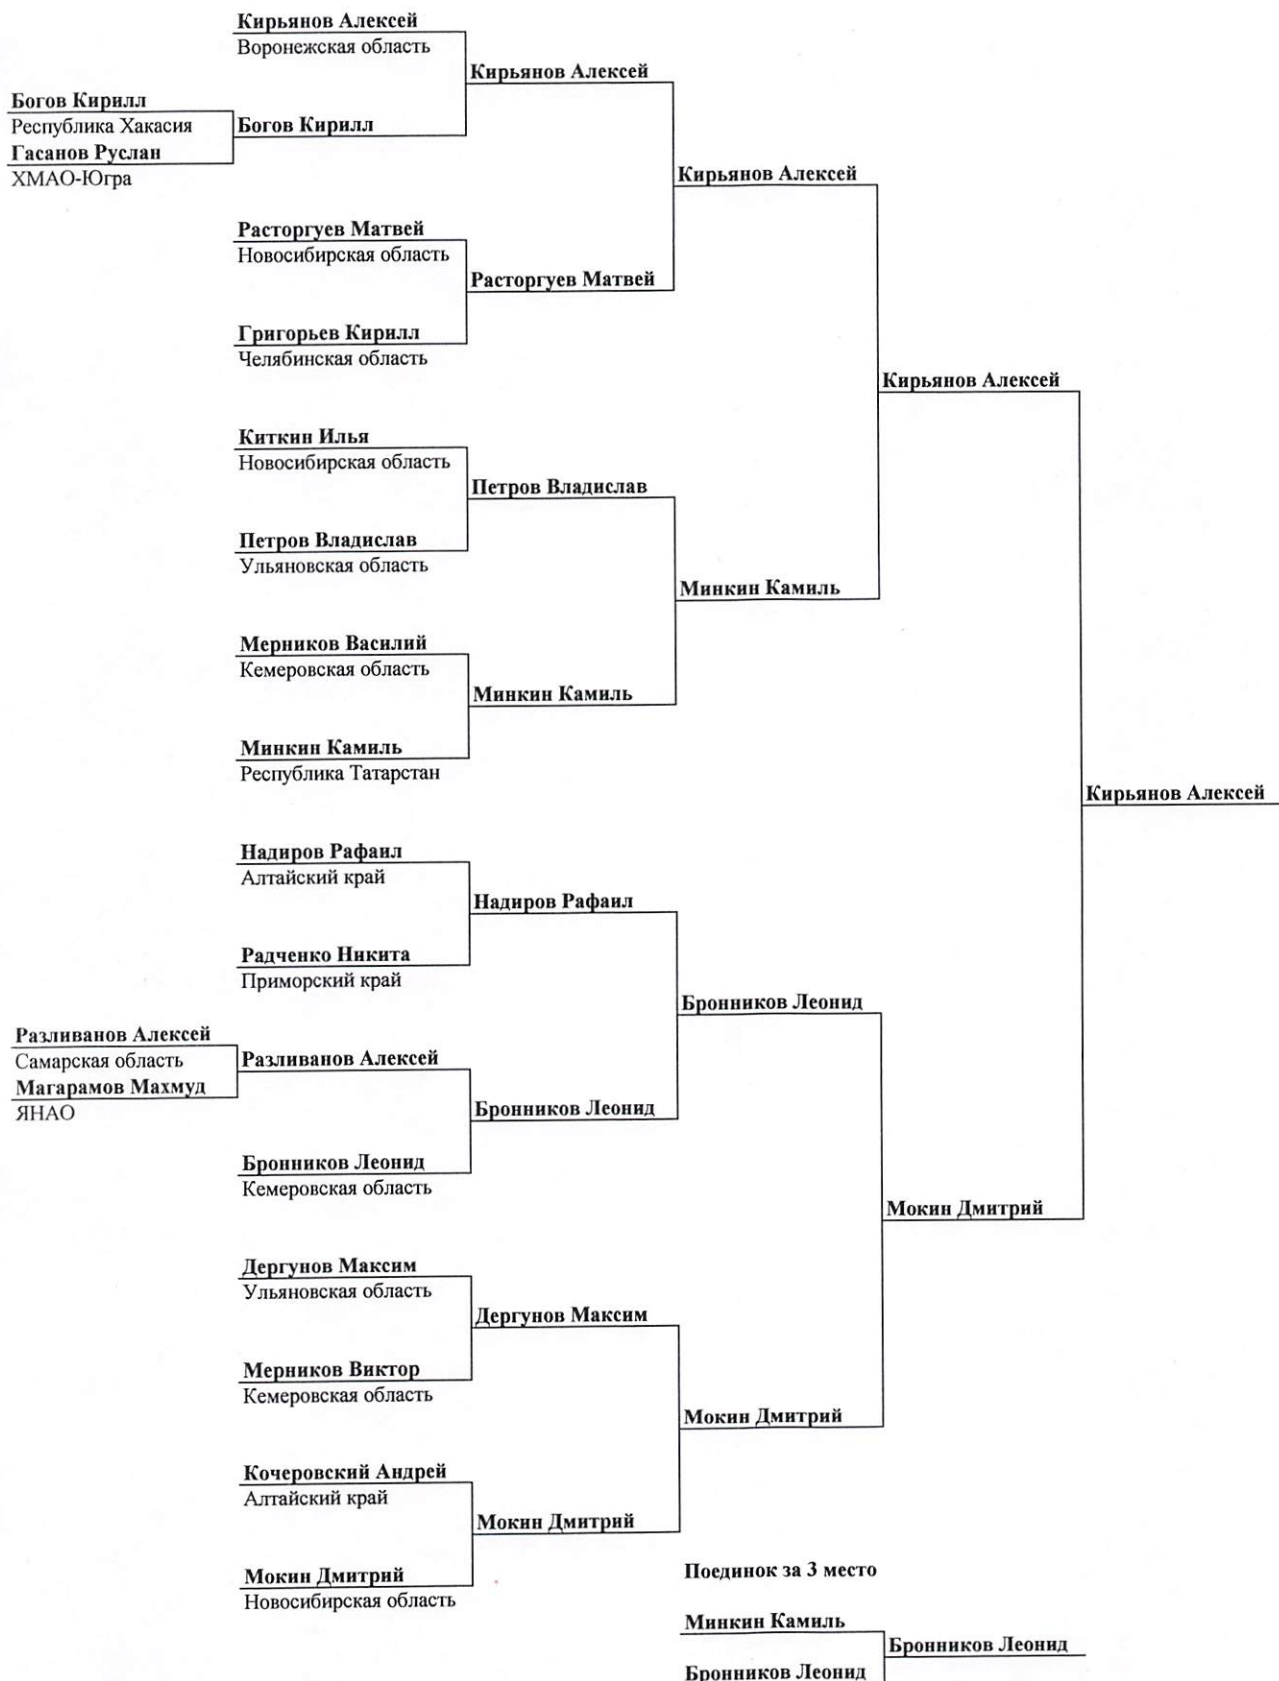 Кирьянов Алексей
Воронежская область
Кирьянов Алексей
Богов Кирилл
Республика Хакасия
Богов Кирилл
Гасанов Руслан
ХМАО-Югра
Кирьянов Алексей
Расторгуев Матвей
Новосибирская область
Расторгуев Матвей
Григорьев Кирилл
Челябинская область
Кирьянов Алексей
Киткин Илья
Новосибирская область
Петров Владислав
Петров Владислав
Ульяновская область
Минкин Камиль
Мерников Василий
Кемеровская область
Минкин Камиль
Минкин Камиль
Республика Татарстан
Кирьянов Алексей
Надиров Рафаил
Алтайский край
Надиров Рафаил
Радченко Никита
Приморский край
Бронников Леонид
Разливанов Алексей
Самарская область
Разливанов Алексей
Магарамов Махмуд
ЯНАО
Бронников Леонид
Бронников Леонид
Кемеровская область
Мокин Дмитрий
Дергунов Максим
Ульяновская область
Дергунов Максим
Мерников Виктор
Кемеровская область
Мокин Дмитрий
Кочеровский Андрей
Алтайский край
Мокин Дмитрий
Мокин Дмитрий
Новосибирская область
Поединок за 3 место
Минкин Камиль
Бронников Леонид
Бронников Леонид